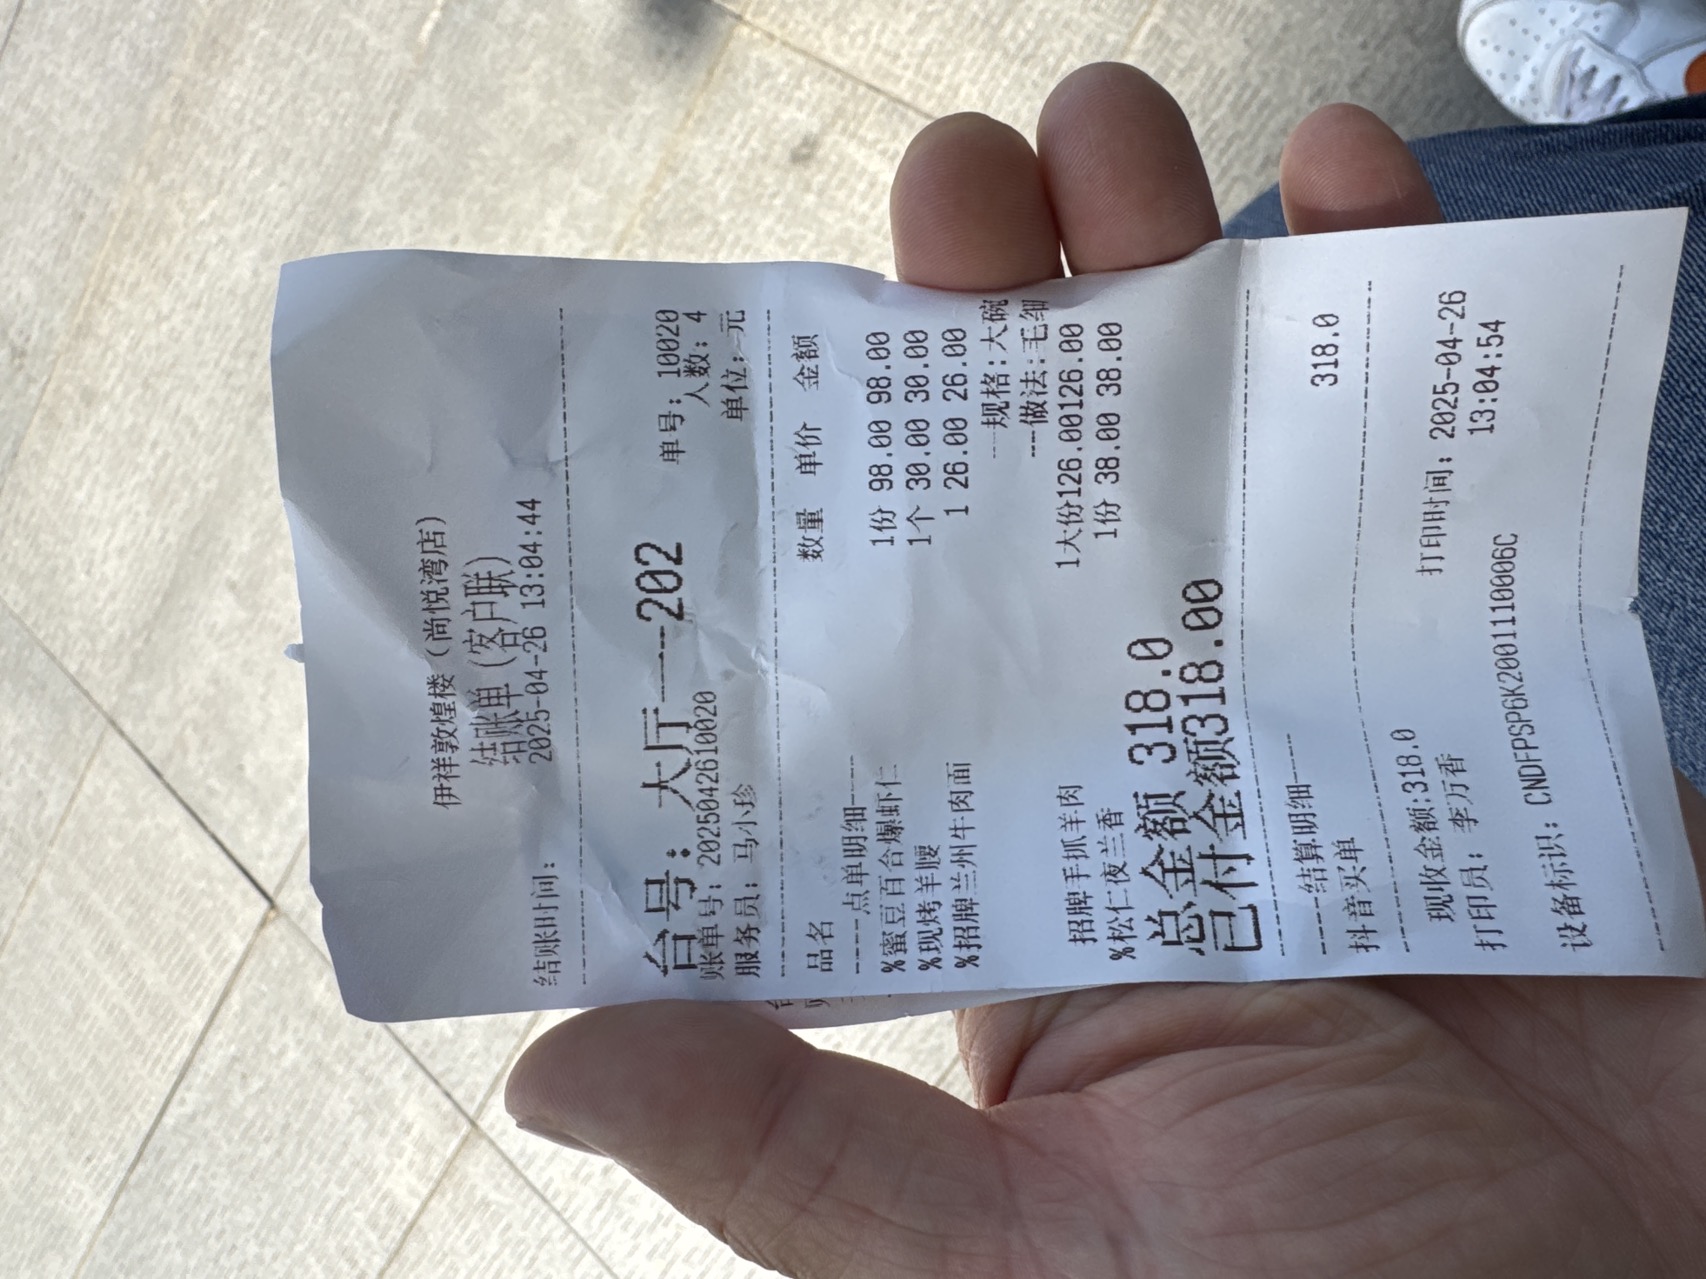 伊祥敦煌楼(尚悦湾店)
结账单(客户联)
结账时间: 2025-04-26 13:04:44
台号: 大厅---202 单号: 10020
账单号: 2025042610020 人数: 4
服务员: 马小珍 单位: 元
品名 数量 单价 金额
----点单明细----
%蜜豆百合爆虾仁 1份 98.00 98.00
%现烤羊腰 1个 30.00 30.00
%招牌兰州牛肉面 1 26.00 26.00
---规格: 大碗
---做法: 毛细
招牌手抓羊肉 1大份126.00126.00
%松仁夜兰香 1份 38.00 38.00
总金额 318.0
已付金额318.00
----结算明细----
抖音买单 318.0
现收金额:318.0
打印员: 李万香 打印时间: 2025-04-26
13:04:54
设备标识: CNDFPSP6K20011110006C